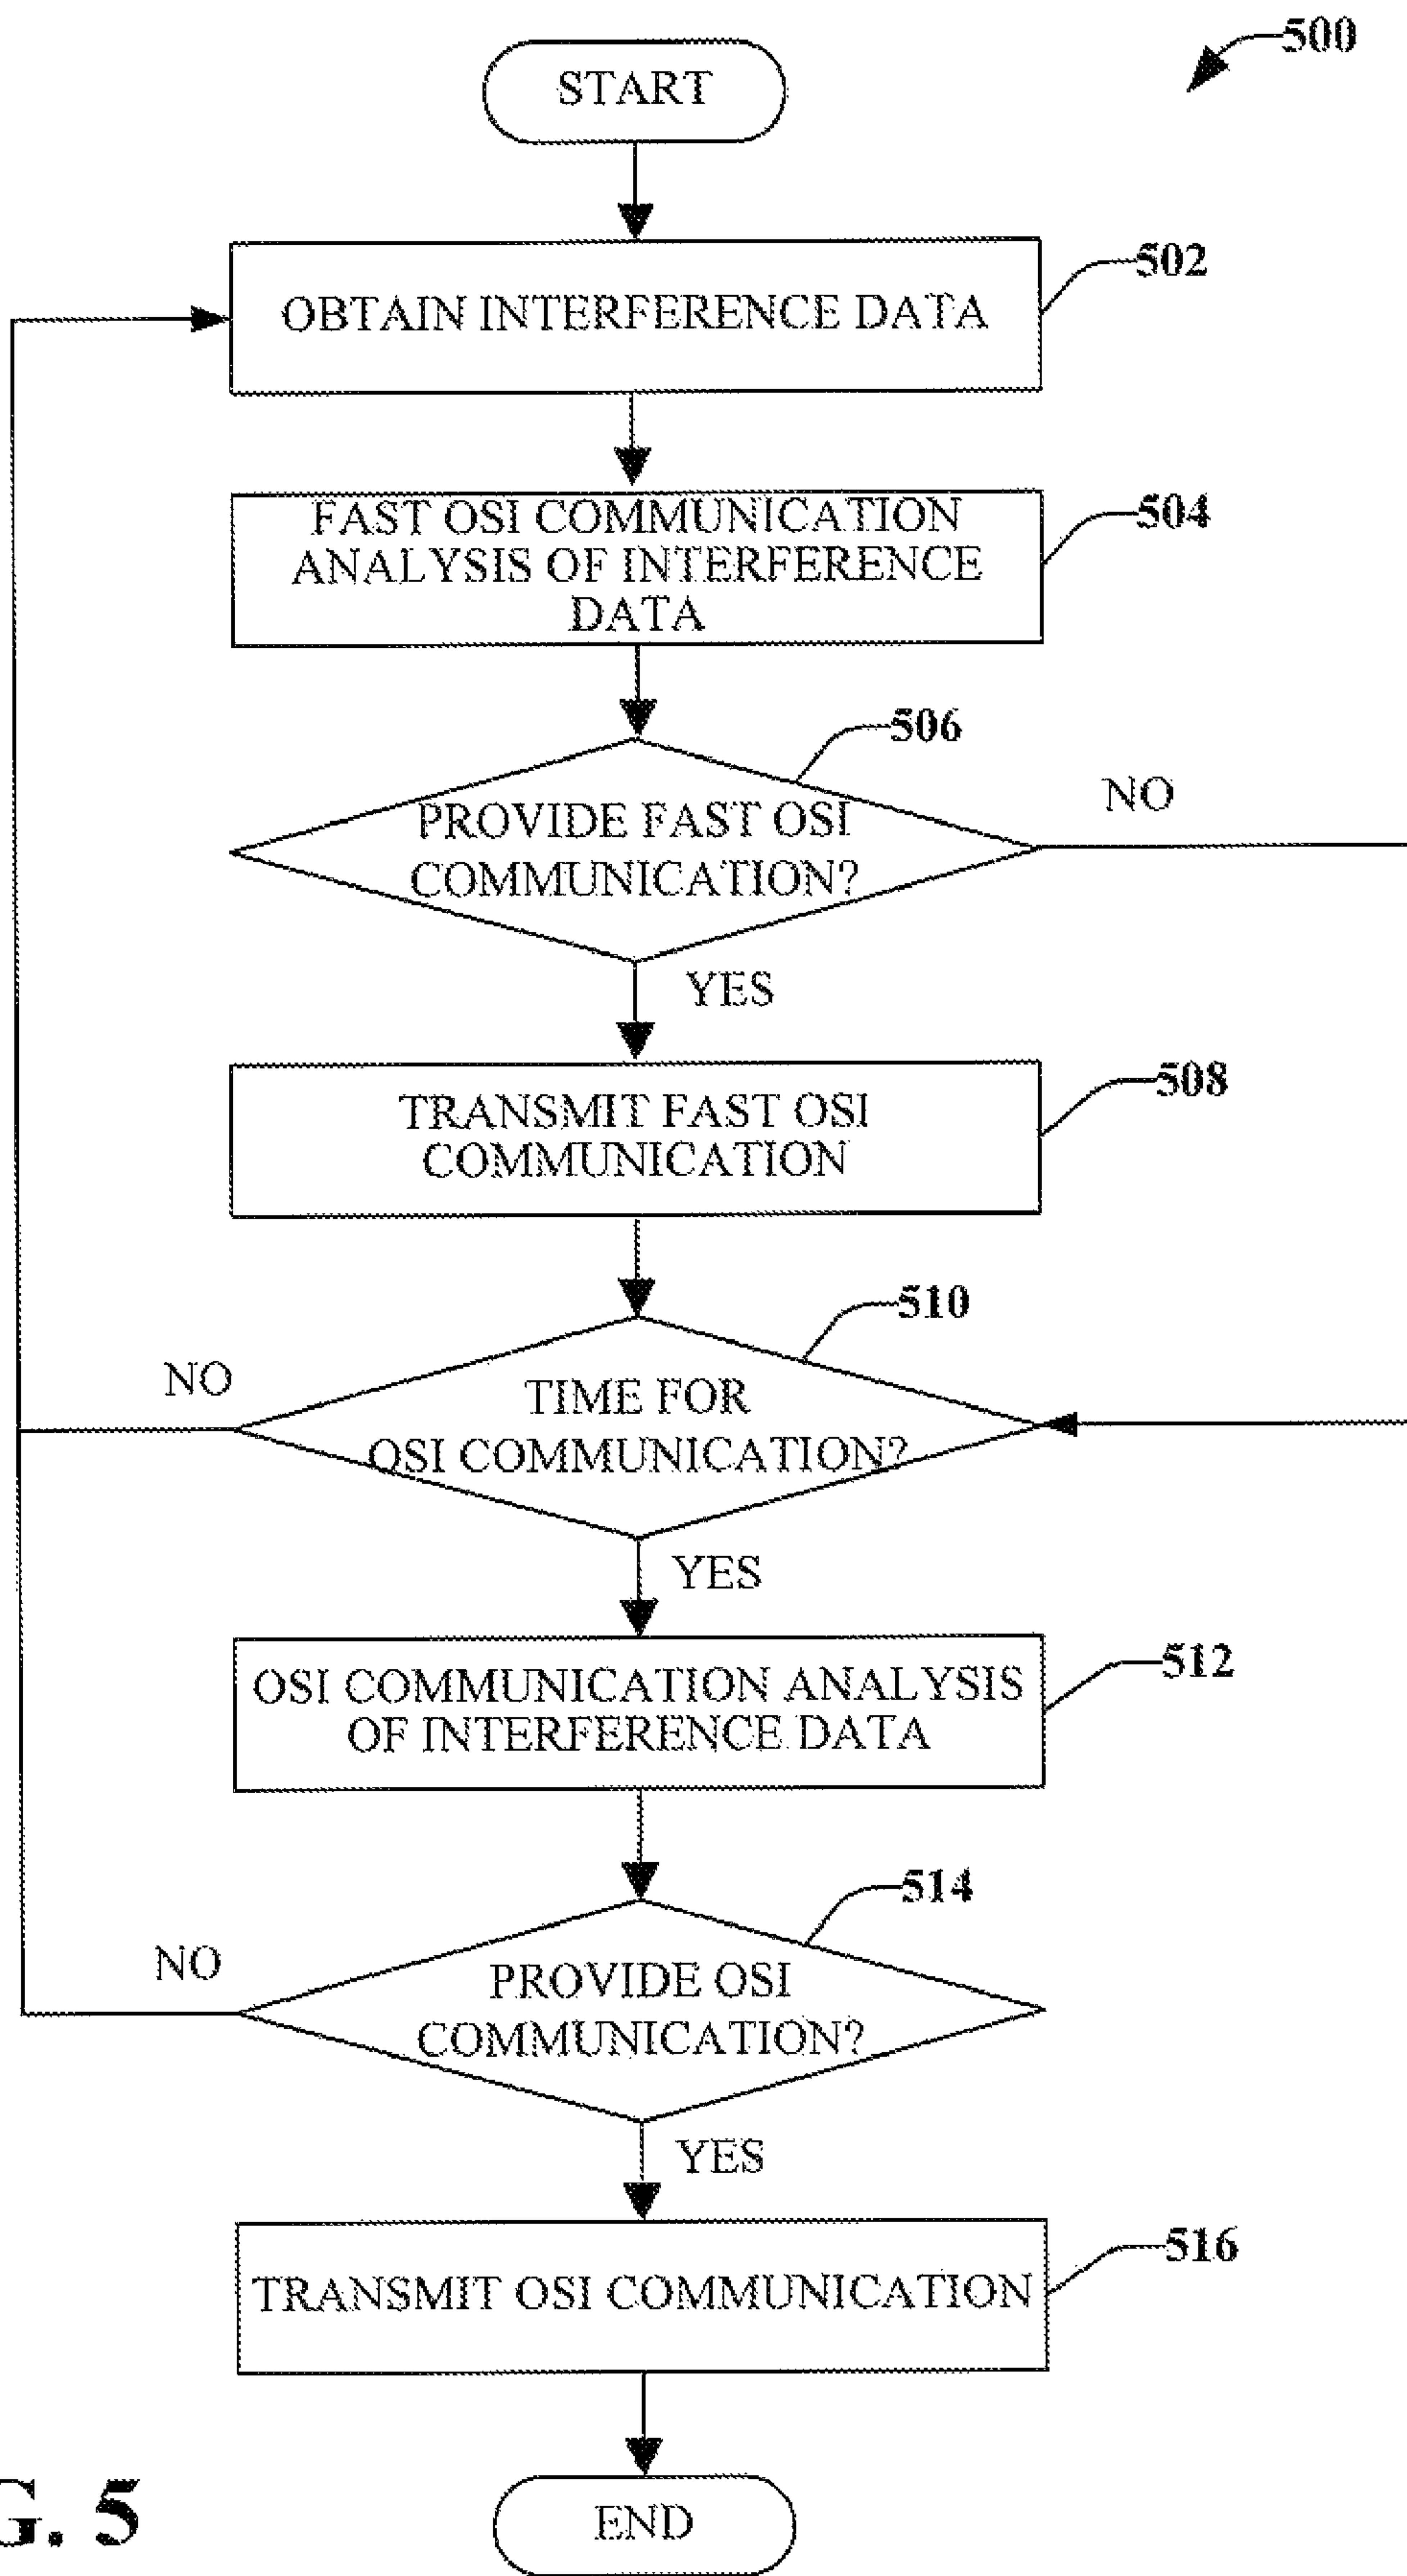 500
START
502
OBTAIN INTERFERENCE DATA
504
FAST OSI COMMUNICATION
ANALYSIS OF INTERFERENCE
DATA
506
NO
PROVIDE FAST OSI
COMMUNICATION?
YES
508
TRANSMIT FAST OSI
COMMUNICATION
510
NO
TIME FOR
OSI COMMUNICATION?
YES
512
OSI COMMUNICATION ANALYSIS
OF INTERFERENCE DATA
514
NO
PROVIDE OSI
COMMUNICATION?
YES
516
TRANSMIT OSI COMMUNICATION
END
G. 5